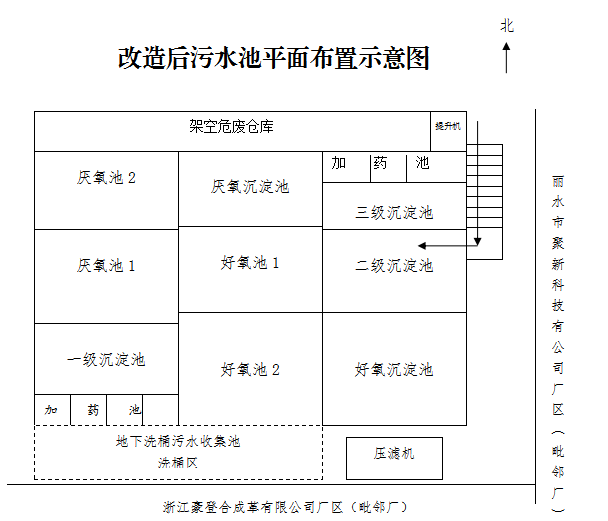 北
改造后污水池平面布置示意图
架空危废仓库
提升机
厌氧池 2
厌氧沉淀池
加 药 池
三级沉淀池
厌氧池 1
好氧池 1
二级沉淀池
一级沉淀池
好氧池 2
好氧沉淀池
加 药 池
地下洗桶污水收集池
洗桶区
压滤机
丽水市聚新科技有公司厂区（毗邻厂）
浙江豪登合成革有限公司厂区（毗邻厂）